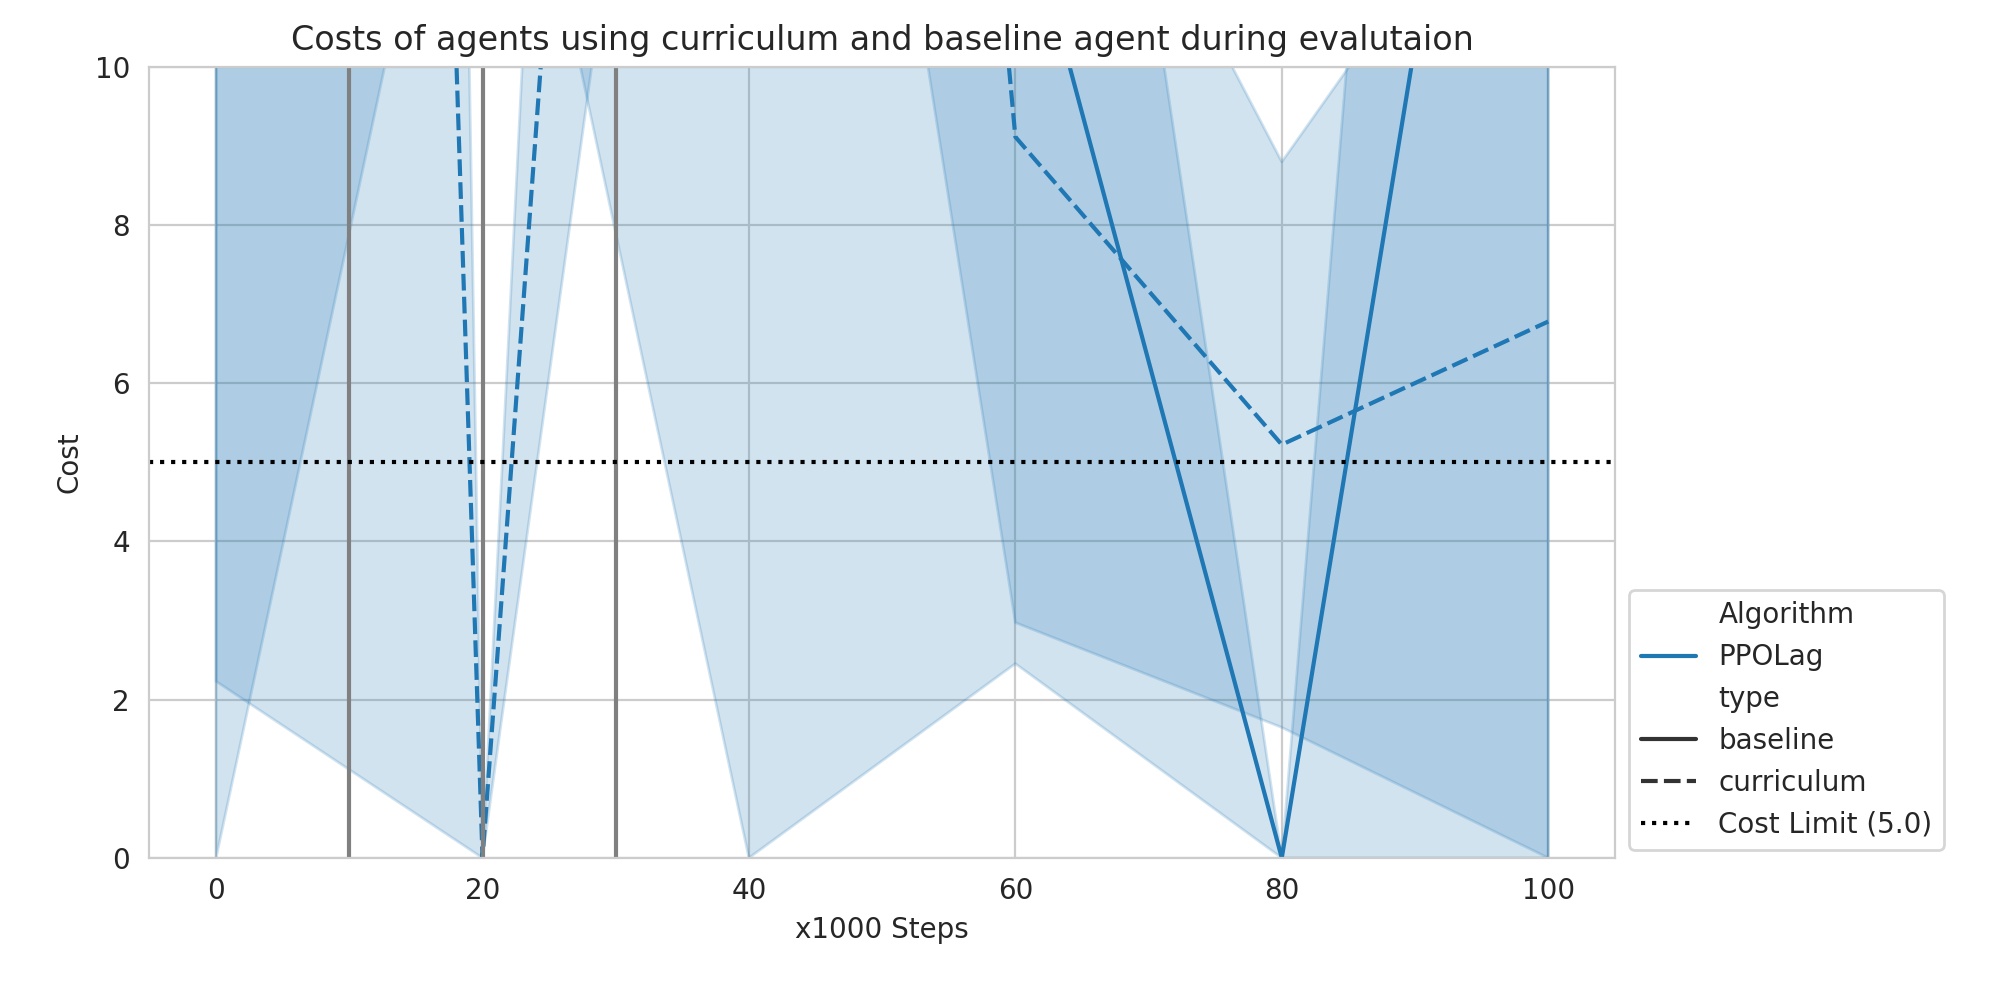 Costs of agents using curriculum and baseline agent during evalutaion
10
8
6
4
2
0
Cost
0 20 40 60 80 100
x1000 Steps
Algorithm
PPOLag
type
baseline
curriculum
Cost Limit (5.0)